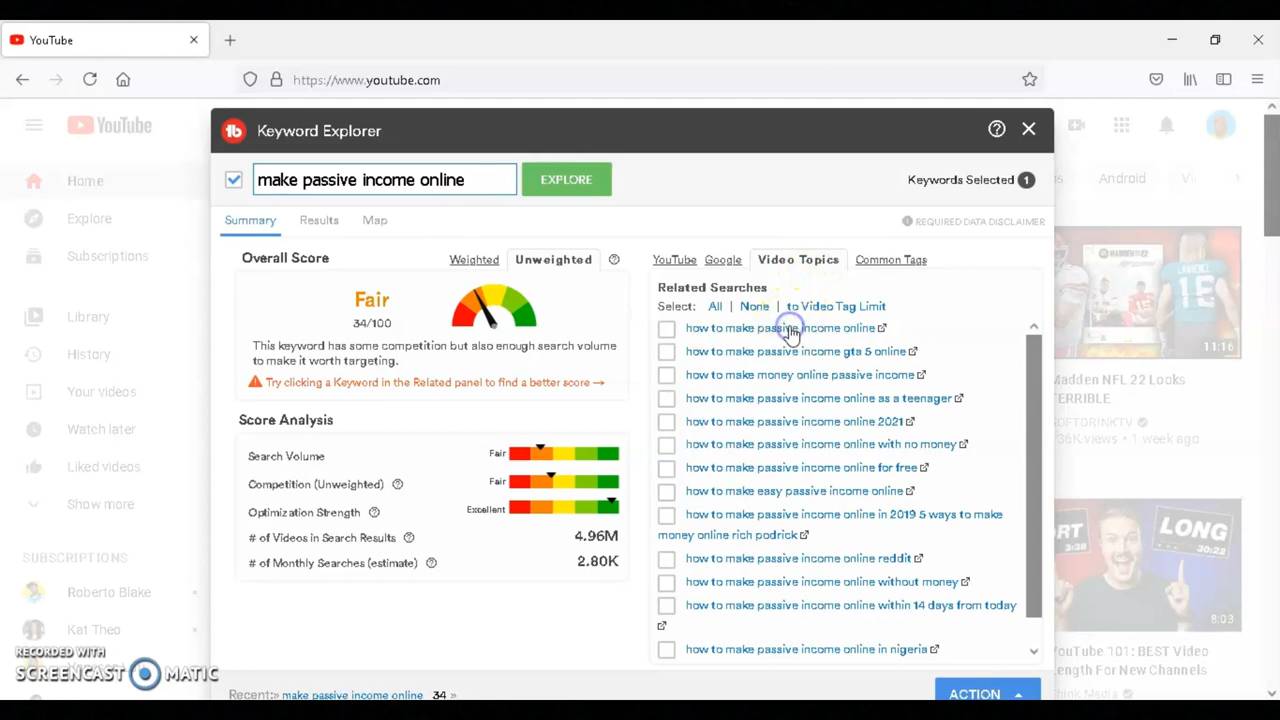 YouTube
https://www.youtube.com
YouTube
Home
Explore
Subscriptions
Library
History
Your videos
Watch later
Liked videos
Show more
SUBSCRIPTIONS
Roberto Blake
Kat Theo
RECORDED WITH
SCREENCAST MATIC
Keyword Explorer
make passive income online
EXPLORE
Keywords Selected 1
Summary
Results
Map
REQUIRED DATA DISCLAIMER
Overall Score
Weighted
Unweighted
Fair
34/100
This keyword has some competition but also enough search volume
to make it worth targeting.
Try clicking a Keyword in the Related panel to find a better score →
Score Analysis
Search Volume
Fair
Competition (Unweighted)
Fair
Optimization Strength
Excellent
# of Videos in Search Results
4.96M
# of Monthly Searches (estimate)
2.80K
YouTube
Google
Video Topics
Common Tags
Related Searches
Select: All | None | to Video Tag Limit
how to make passive income online
how to make passive income gta 5 online
how to make money online passive income
how to make passive income online as a teenager
how to make passive income online 2021
how to make passive income online with no money
how to make passive income online for free
how to make easy passive income online
how to make passive income online in 2019 5 ways to make
money online rich podrick
how to make passive income online reddit
how to make passive income online without money
how to make passive income online within 14 days from today
how to make passive income online in nigeria
Recent:» make passive income online 34 »
ACTION
Android
LAWRENCE
11:16
Madden NFL 22 Looks
TERRIBLE
SOFTDRINKTV
views • 1 week ago
3:38
LONG
30:22
8:03
YouTube 101: BEST Video
Length For New Channels
Think Media